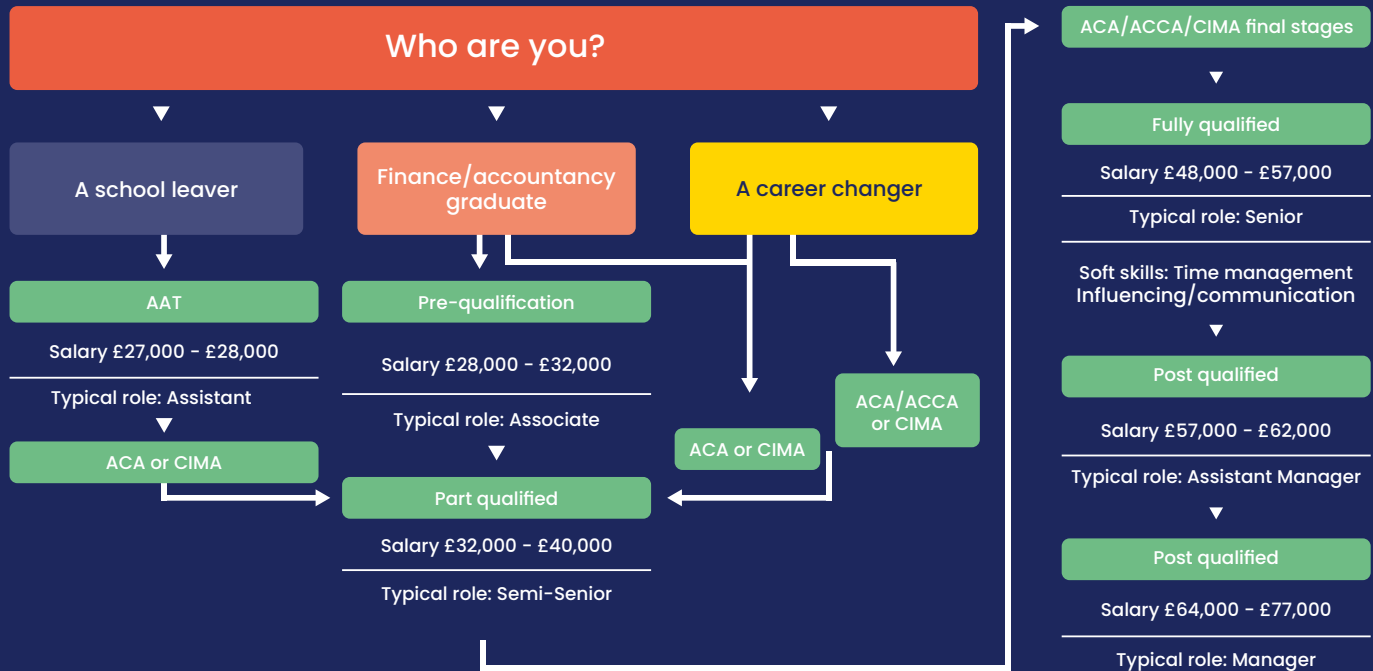 Who are you?
A school leaver
AAT
Salary £27,000 - £28,000
Typical role: Assistant
ACA or CIMA
Finance/accountancy
graduate
Pre-qualification
Salary £28,000 - £32,000
Typical role: Associate
Part qualified
Salary £32,000 - £40,000
Typical role: Semi-Senior
A career changer
ACA or CIMA
ACA/ACCA
or CIMA
ACA/ACCA/CIMA final stages
Fully qualified
Salary £48,000 - £57,000
Typical role: Senior
Soft skills: Time management
Influencing/communication
Post qualified
Salary £57,000 - £62,000
Typical role: Assistant Manager
Post qualified
Salary £64,000 - £77,000
Typical role: Manager